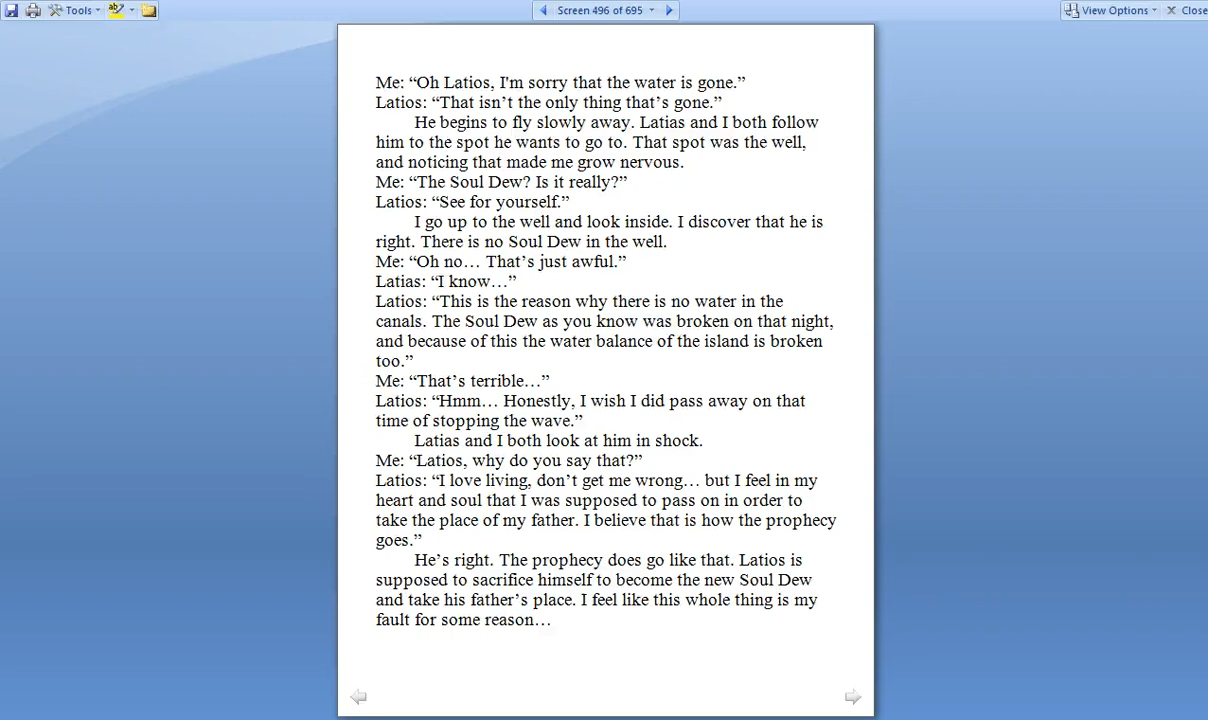 Tools
Screen 496 of 695
View Options
Close
Me: “Oh Latios, I'm sorry that the water is gone.”
Latios: “That isn’t the only thing that’s gone.”
He begins to fly slowly away. Latias and I both follow
him to the spot he wants to go to. That spot was the well,
and noticing that made me grow nervous.
Me: “The Soul Dew? Is it really?”
Latios: “See for yourself.”
I go up to the well and look inside. I discover that he is
right. There is no Soul Dew in the well.
Me: “Oh no… That’s just awful.”
Latias: “I know…”
Latios: “This is the reason why there is no water in the
canals. The Soul Dew as you know was broken on that night,
and because of this the water balance of the island is broken
too.”
Me: “That’s terrible…”
Latios: “Hmm… Honestly, I wish I did pass away on that
time of stopping the wave.”
Latias and I both look at him in shock.
Me: “Latios, why do you say that?”
Latios: “I love living, don’t get me wrong… but I feel in my
heart and soul that I was supposed to pass on in order to
take the place of my father. I believe that is how the prophecy
goes.”
He’s right. The prophecy does go like that. Latios is
supposed to sacrifice himself to become the new Soul Dew
and take his father’s place. I feel like this whole thing is my
fault for some reason…